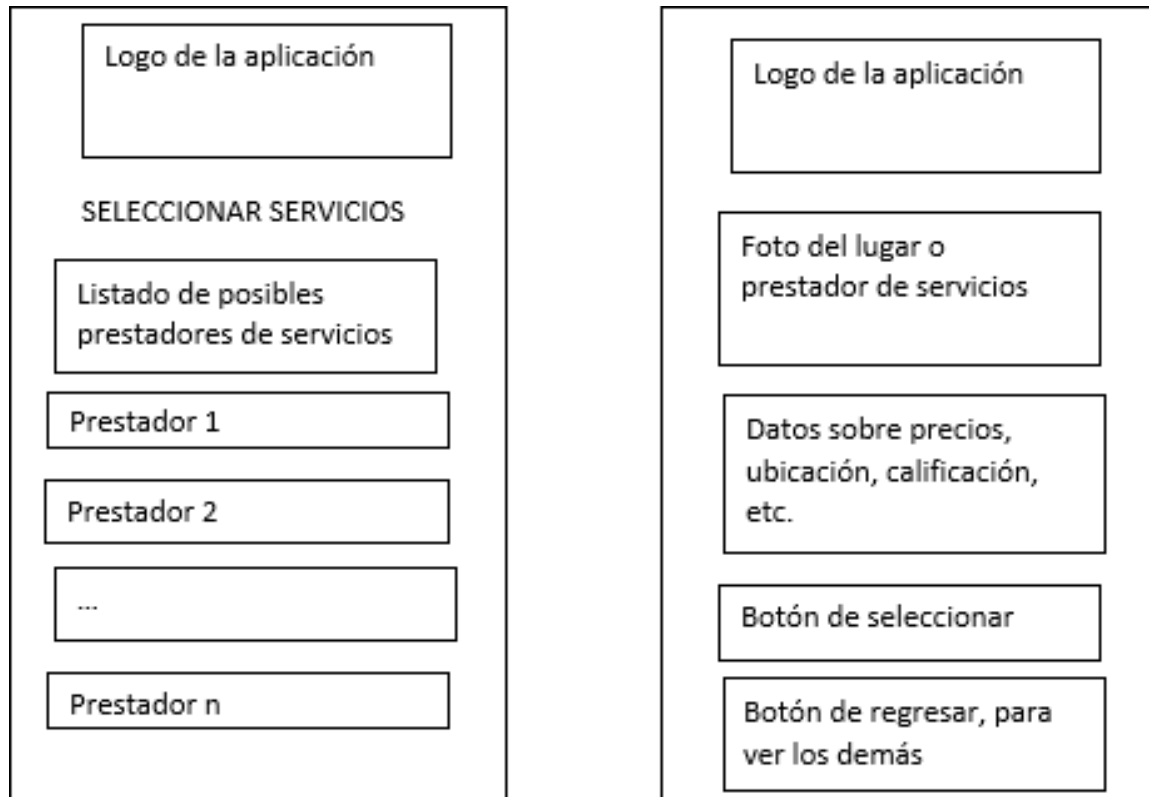 Logo de la aplicación
SELECCIONAR SERVICIOS
Listado de posibles
prestadores de servicios
Prestador 1
Prestador 2
...
Prestador n
Logo de la aplicación
Foto del lugar o
prestador de servicios
Datos sobre precios,
ubicación, calificación,
etc.
Botón de seleccionar
Botón de regresar, para
ver los demás